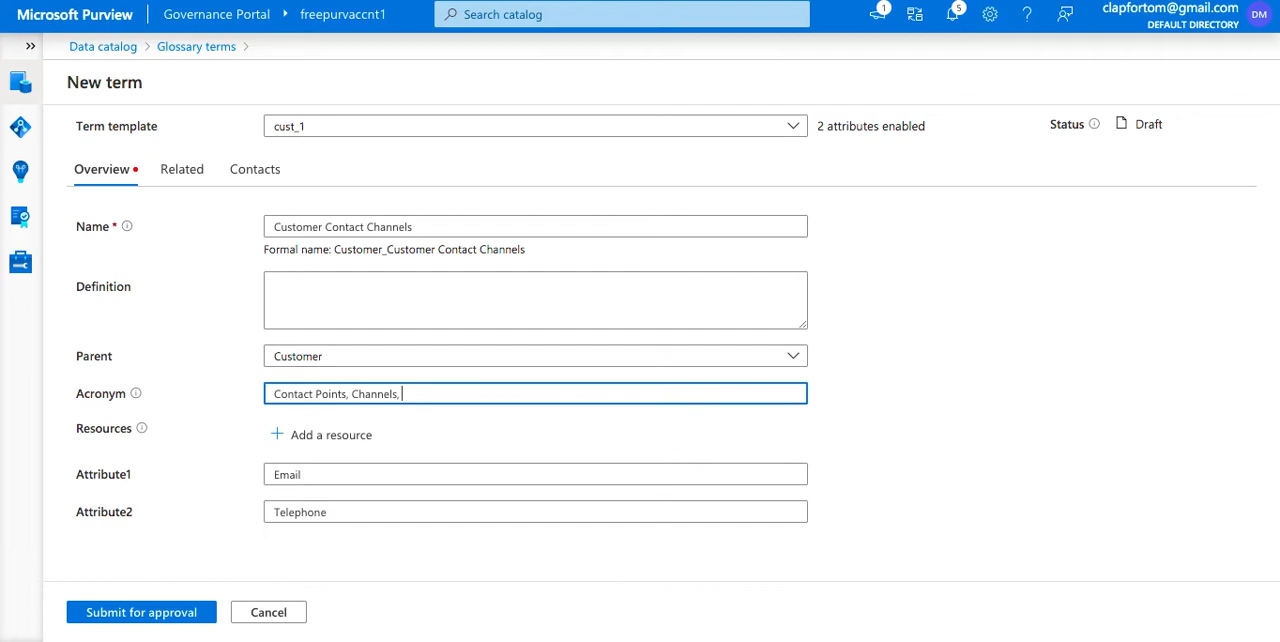 Microsoft Purview
Governance Portal
freepurvaccnt1
Search catalog
1
5
?
clapfortom@gmail.com
DEFAULT DIRECTORY
DM
Data catalog > Glossary terms >
New term
Term template
cust_1
2 attributes enabled
Status
Draft
Overview
Related
Contacts
Name *
Customer Contact Channels
Formal name: Customer_Customer Contact Channels
Definition
Parent
Customer
Acronym
Contact Points, Channels,
Resources
+ Add a resource
Attribute1
Email
Attribute2
Telephone
Submit for approval
Cancel